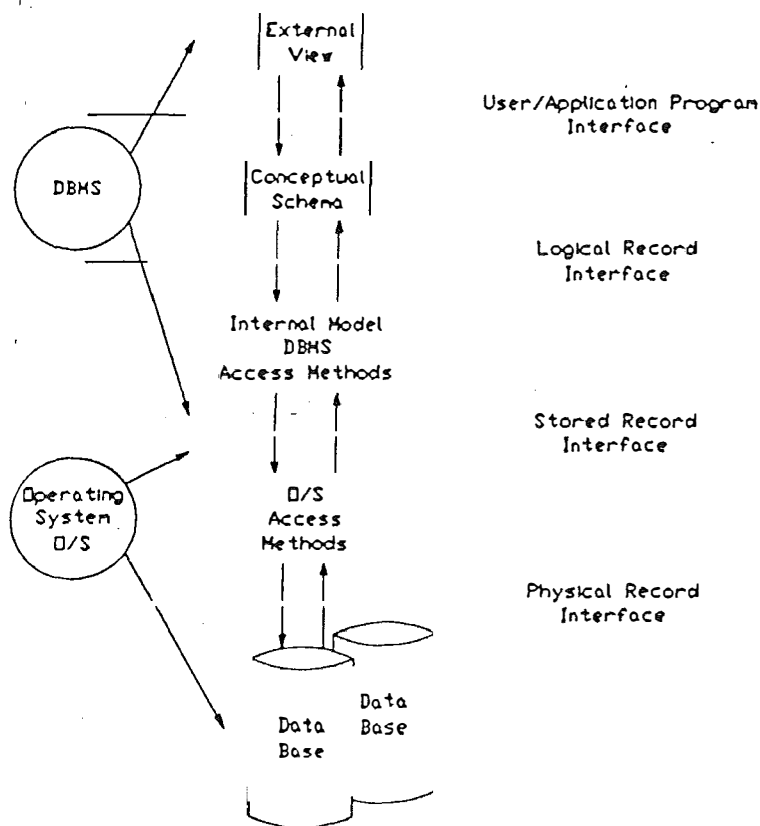 External
View
User/Application Program
Interface
DBMS
Conceptual
Schema
Logical Record
Interface
Internal Model
DBMS
Access Methods
Stored Record
Interface
Operating
System
O/S
O/S
Access
Methods
Physical Record
Interface
Data
Base
Data
Base